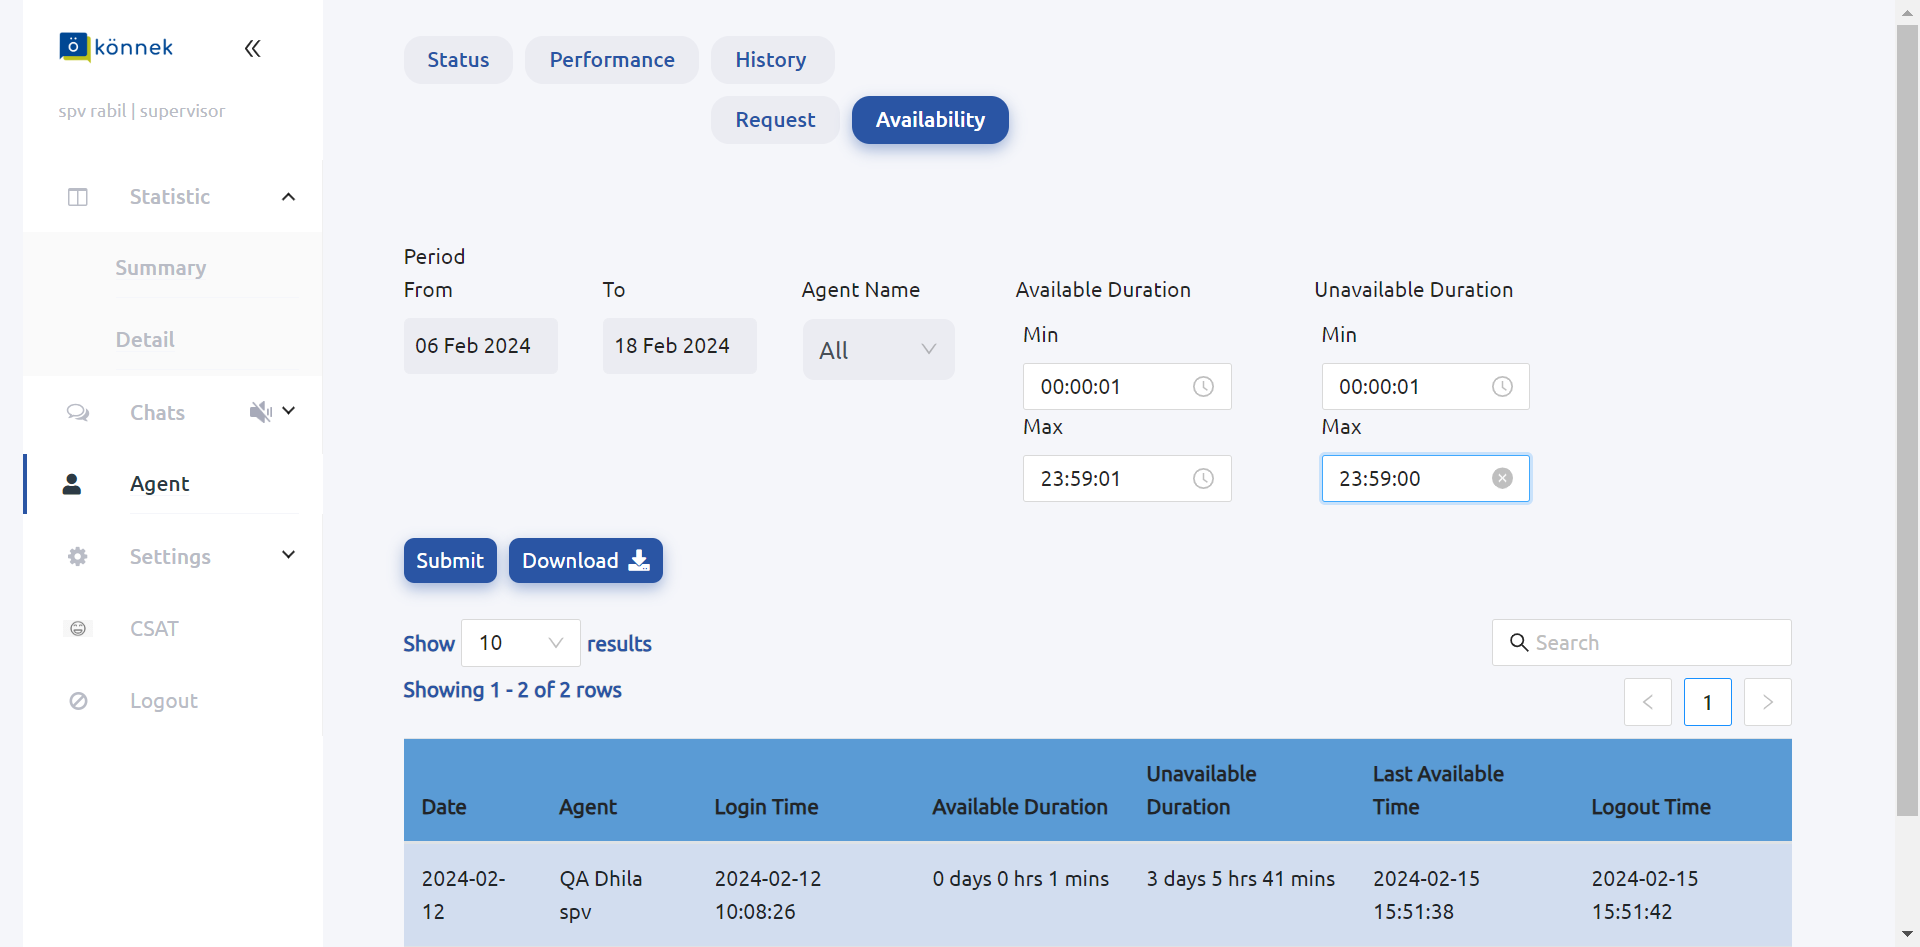 könnek
spv rabil | supervisor
Statistic
Summary
Detail
Chats
Agent
Settings
CSAT
Logout
Status
Performance
History
Request
Availability
Period
From
To
Agent Name
Available Duration
Unavailable Duration
06 Feb 2024
18 Feb 2024
All
Min
00:00:01
Max
23:59:01
Min
00:00:01
Max
23:59:00
Submit
Download
Show 10 results
Search
Showing 1 - 2 of 2 rows
< 1 >
Date Agent Login Time Available Duration Unavailable Duration Last Available Time Logout Time
2024-02-12 QA Dhila spv 2024-02-12 10:08:26 0 days 0 hrs 1 mins 3 days 5 hrs 41 mins 2024-02-15 15:51:38 2024-02-15 15:51:42